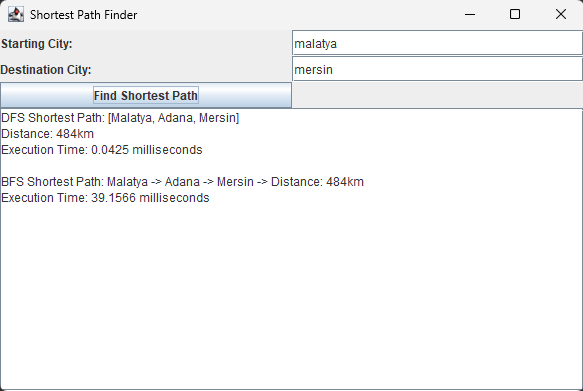 Shortest Path Finder
Starting City:
malatya
Destination City:
mersin
Find Shortest Path
DFS Shortest Path: [Malatya, Adana, Mersin]
Distance: 484km
Execution Time: 0.0425 milliseconds
BFS Shortest Path: Malatya -> Adana -> Mersin -> Distance: 484km
Execution Time: 39.1566 milliseconds